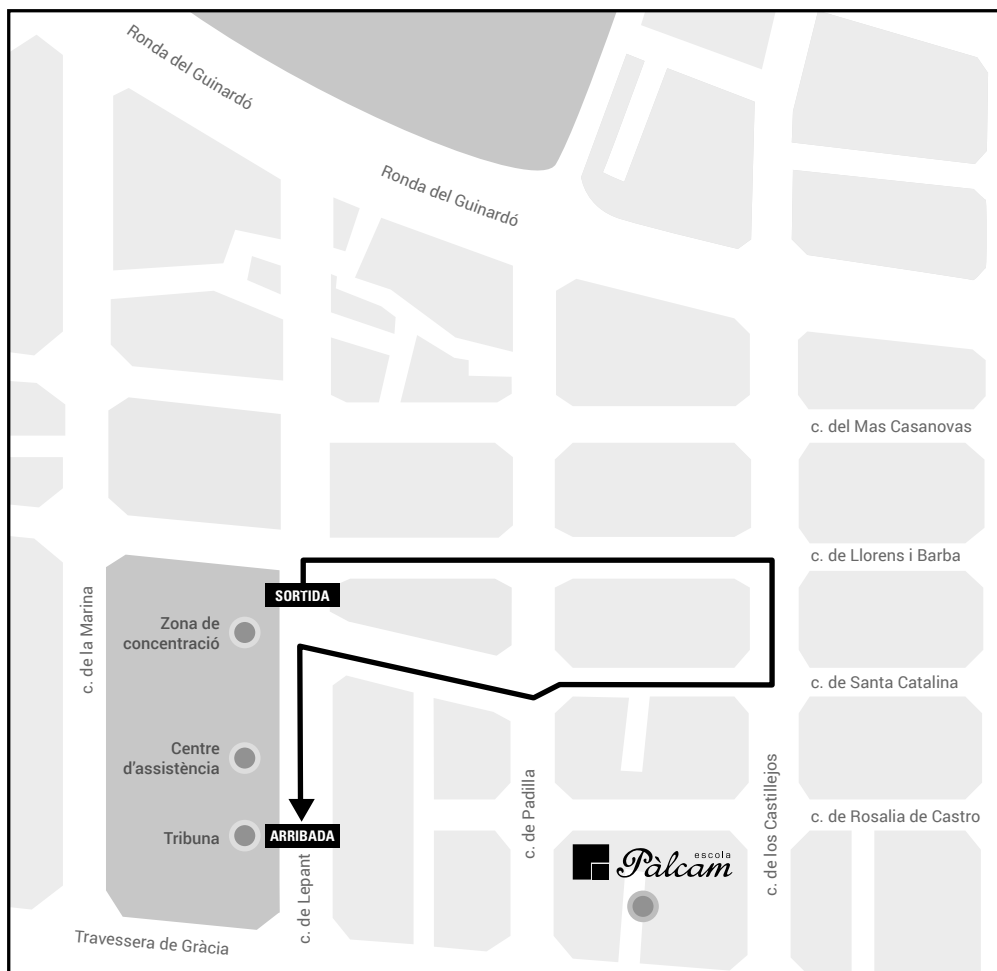 Ronda del Guinardó
Ronda del Guinardó
c. del Mas Casanovas
c. de Llorens i Barba
SORTIDA
c. de la Marina
Zona de
concentració
c. de Santa Catalina
Centre
d'assistència
c. de Padilla
c. de los Castillejos
c. de Rosalia de Castro
Tribuna
ARRIBADA
c. de Lepant
escola
Pàlcam
Travessera de Gràcia